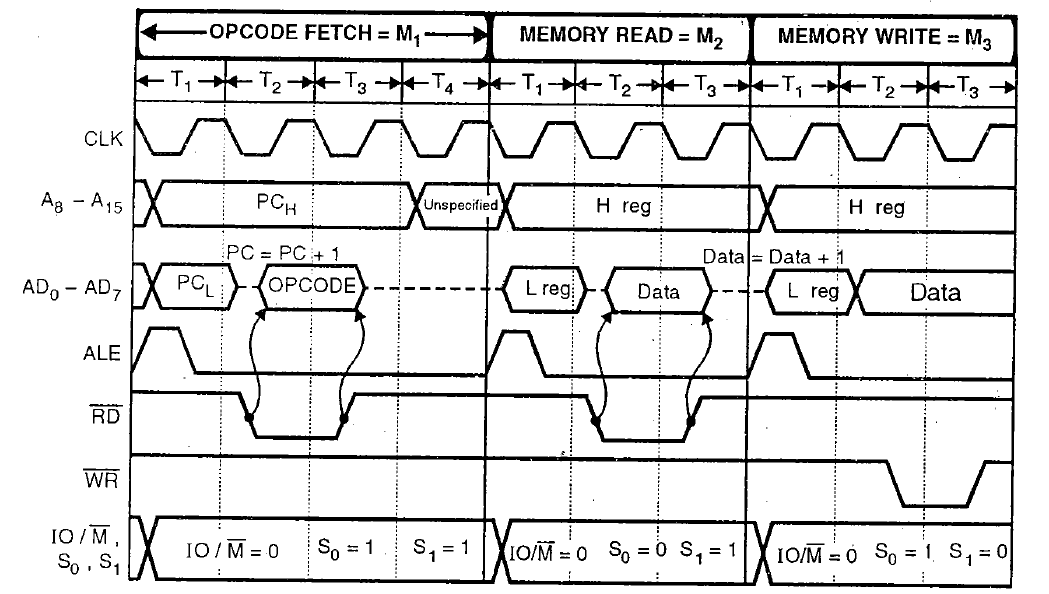 OPCODE FETCH = M1 MEMORY READ = M2 MEMORY WRITE = M3
T1 T2 T3 T4 T1 T2 T3 T1 T2 T3
CLK
A8 – A15 PCH Unspecified H reg H reg
PC = PC + 1 Data = Data + 1
AD0 – AD7 PCL OPCODE L reg Data L reg Data
ALE
R̅D̅
W̅R̅
IO / M̅ ,
S0 , S1
IO / M̅ = 0 S0 = 1 S1 = 1 IO/M̅ = 0 S0 = 0 S1 = 1 IO/M̅ = 0 S0 = 1 S1 = 0